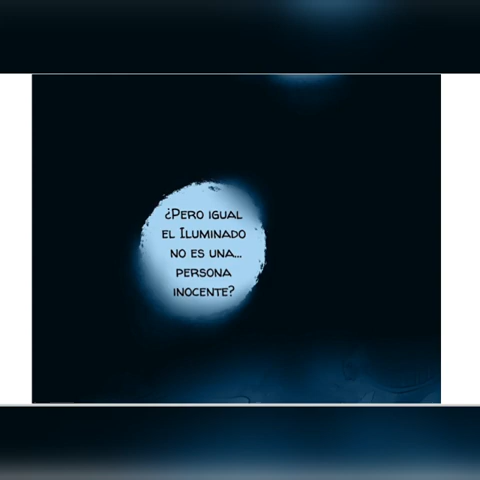 ¿PERO IGUAL
EL ILUMINADO
NO ES UNA...
PERSONA
INOCENTE?